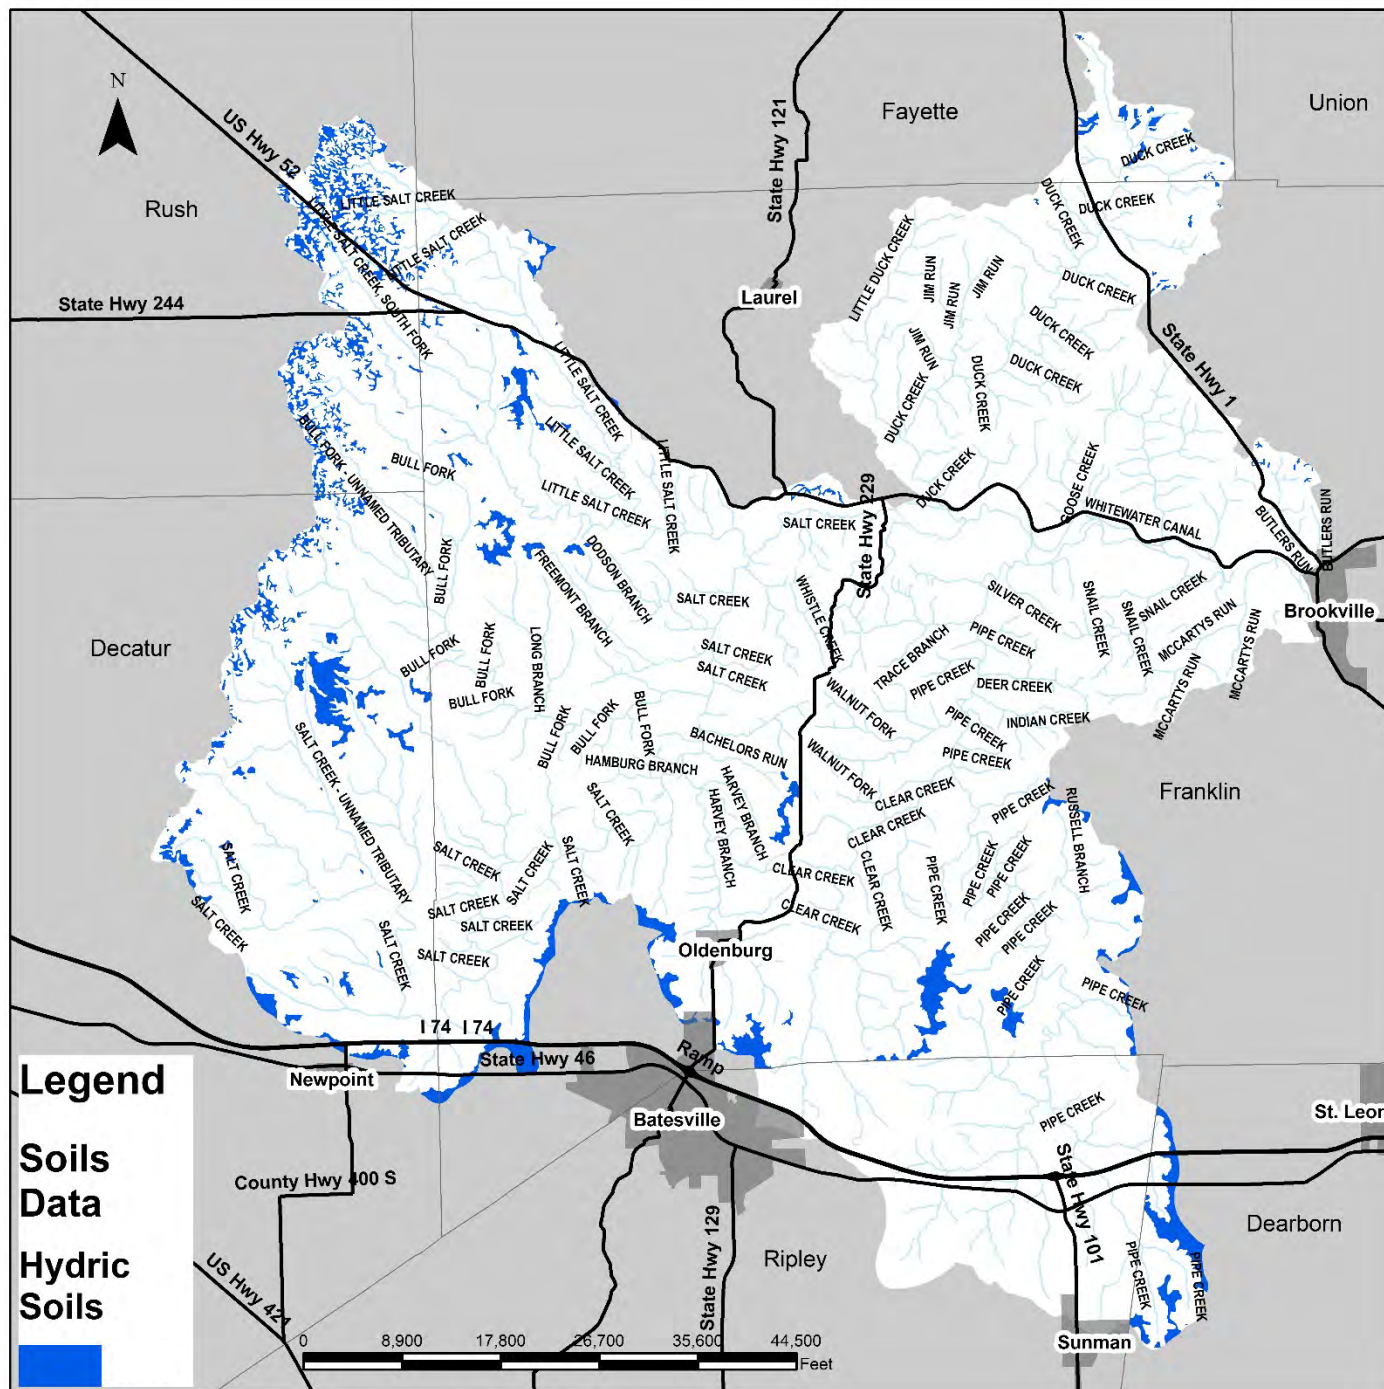 N
Fayette
Union
US Hwy 52
State Hwy 121
Rush
DUCK CREEK
LITTLE SALT CREEK
DUCK CREEK
DUCK CREEK
LITTLE SALT CREEK
LITTLE SALT CREEK, SOUTH FORK
LITTLE DUCK CREEK
JIM RUN
JIM RUN
JIM RUN
DUCK CREEK
State Hwy 244
Laurel
DUCK CREEK
JIM RUN
State Hwy 1
LITTLE SALT CREEK
DUCK CREEK
DUCK CREEK
DUCK CREEK
BULL FORK - UNNAMED TRIBUTARY
BULL FORK
LITTLE SALT CREEK
LITTLE SALT CREEK
LITTLE SALT CREEK
DUCK CREEK
GOOSE CREEK
WHITEWATER CANAL
SALT CREEK
State Hwy 229
BUTLERS RUN
BUTLERS RUN
BULL FORK
FREEMONT BRANCH
DODSON BRANCH
SALT CREEK
WHISTLE CREEK
SILVER CREEK
SNAIL CREEK
SNAIL CREEK
SNAIL CREEK
MCCARTYS RUN
MCCARTYS RUN
MCCARTYS RUN
Brookville
Decatur
BULL FORK
BULL FORK
BULL FORK
LONG BRANCH
SALT CREEK
SALT CREEK
TRACE BRANCH
PIPE CREEK
PIPE CREEK
DEER CREEK
WALNUT FORK
INDIAN CREEK
PIPE CREEK
PIPE CREEK
BULL FORK
BULL FORK
BULL FORK
BACHELORS RUN
HAMBURG BRANCH
WALNUT FORK
SALT CREEK - UNNAMED TRIBUTARY
HARVEY BRANCH
HARVEY BRANCH
SALT CREEK
CLEAR CREEK
CLEAR CREEK
PIPE CREEK
RUSSELL BRANCH
Franklin
SALT CREEK
SALT CREEK
SALT CREEK
SALT CREEK
SALT CREEK
CLEAR CREEK
CLEAR CREEK
CLEAR CREEK
PIPE CREEK
PIPE CREEK
PIPE CREEK
PIPE CREEK
PIPE CREEK
SALT CREEK
SALT CREEK
SALT CREEK
SALT CREEK
SALT CREEK
Oldenburg
PIPE CREEK
PIPE CREEK
I 74 I 74
State Hwy 46
Ramp
Newpoint
Batesville
PIPE CREEK
St. Leon
County Hwy 400 S
State Hwy 101
Dearborn
State Hwy 129
Ripley
PIPE CREEK
PIPE CREEK
US Hwy 421
Sunman
Legend
Soils
Data
Hydric
Soils
0 8,900 17,800 26,700 35,600 44,500
Feet